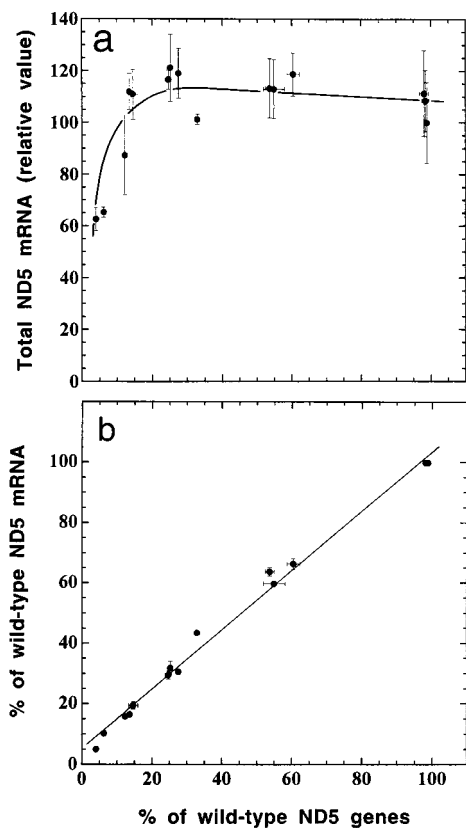 a
Total ND5 mRNA (relative value)
140
120
100
80
60
40
20
0
b
% of wild-type ND5 mRNA
100
80
60
40
20
0
0 20 40 60 80 100
% of wild-type ND5 genes